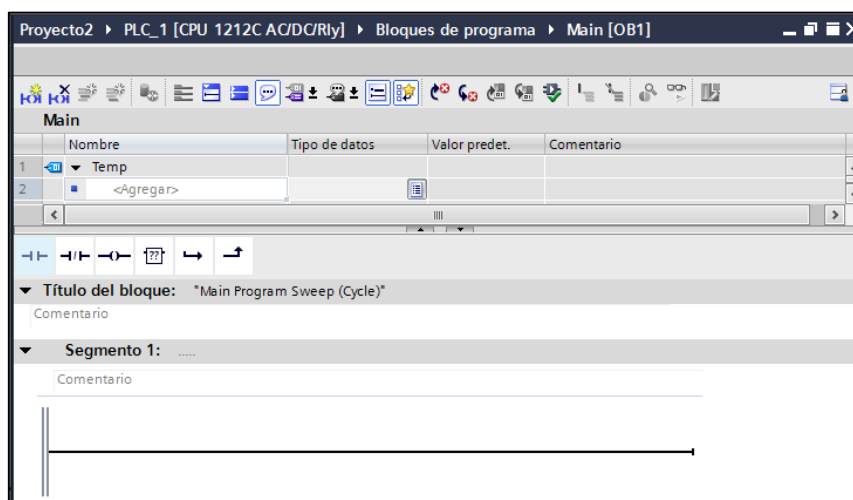 Proyecto2 ▸ PLC_1 [CPU 1212C AC/DC/Rly] ▸ Bloques de programa ▸ Main [OB1]
Main
Nombre Tipo de datos Valor predet. Comentario
1 Temp
2 <Agregar>
??
Título del bloque: "Main Program Sweep (Cycle)"
Comentario
Segmento 1: .....
Comentario